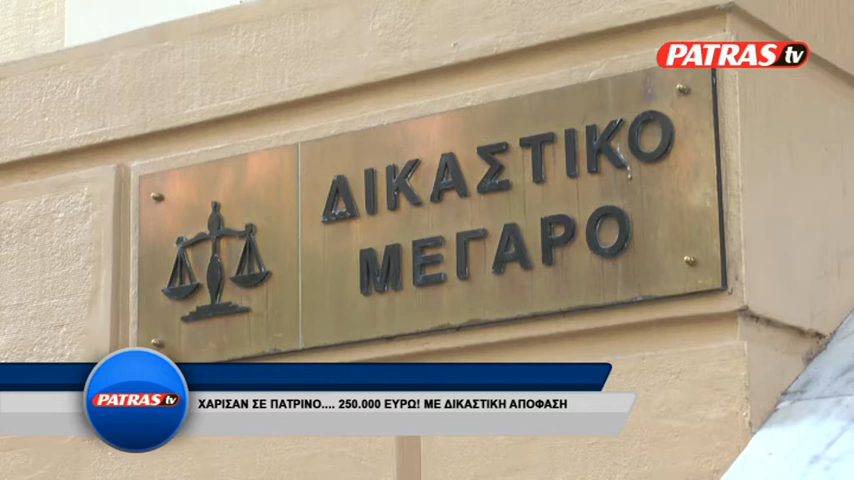 PATRAS tv
ΔΙΚΑΣΤΙΚΟ
ΜΕΓΑΡΟ
PATRAS tv
ΧΑΡΙΣΑΝ ΣΕ ΠΑΤΡΙΝΟ.... 250.000 ΕΥΡΩ! ΜΕ ΔΙΚΑΣΤΙΚΗ ΑΠΟΦΑΣΗ